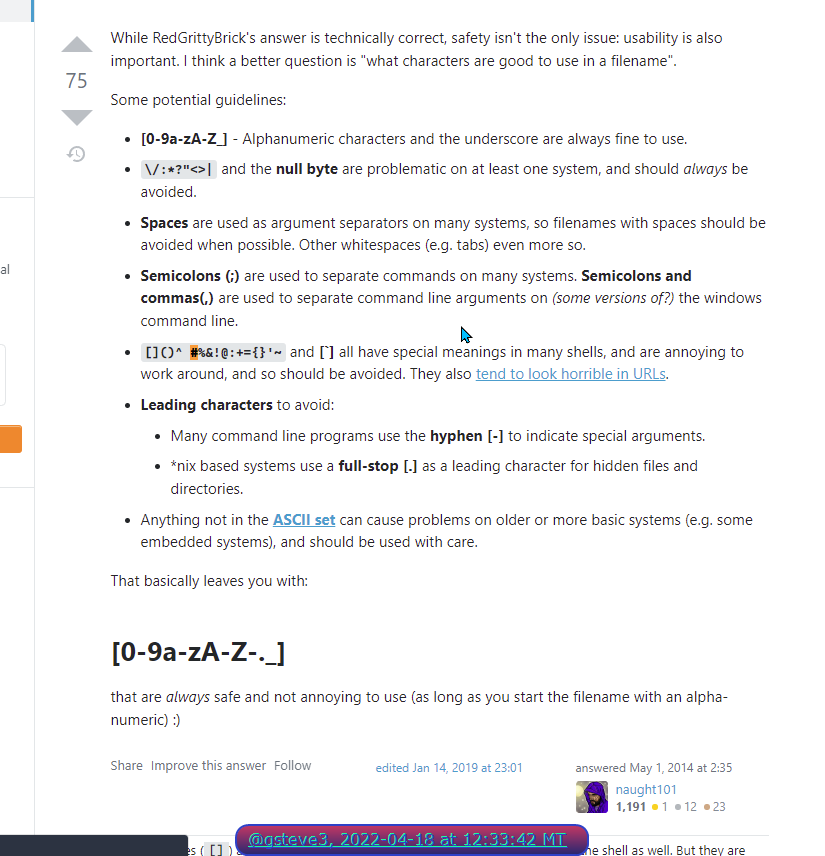 While RedGrittyBrick's answer is technically correct, safety isn't the only issue: usability is also
important. I think a better question is "what characters are good to use in a filename".
75
Some potential guidelines:
• [0-9a-zA-Z_] - Alphanumeric characters and the underscore are always fine to use.
• \/:*?"<>| and the null byte are problematic on at least one system, and should always be
avoided.
• Spaces are used as argument separators on many systems, so filenames with spaces should be
avoided when possible. Other whitespaces (e.g. tabs) even more so.
al
• Semicolons (;) are used to separate commands on many systems. Semicolons and
commas(,) are used to separate command line arguments on (some versions of?) the windows
command line.
• []()^ #%&!@:+={}'~ and [`] all have special meanings in many shells, and are annoying to
work around, and so should be avoided. They also tend to look horrible in URLs.
• Leading characters to avoid:
• Many command line programs use the hyphen [-] to indicate special arguments.
• *nix based systems use a full-stop [.] as a leading character for hidden files and
directories.
• Anything not in the ASCII set can cause problems on older or more basic systems (e.g. some
embedded systems), and should be used with care.
That basically leaves you with:
[0-9a-zA-Z-._]
that are always safe and not annoying to use (as long as you start the filename with an alpha-
numeric) :)
Share Improve this answer Follow edited Jan 14, 2019 at 23:01 answered May 1, 2014 at 2:35
naught101
1,191 1 12 23
@gsteve3, 2022-04-18 at 12:33:42 MT
es ( [] ) he shell as well. But they are